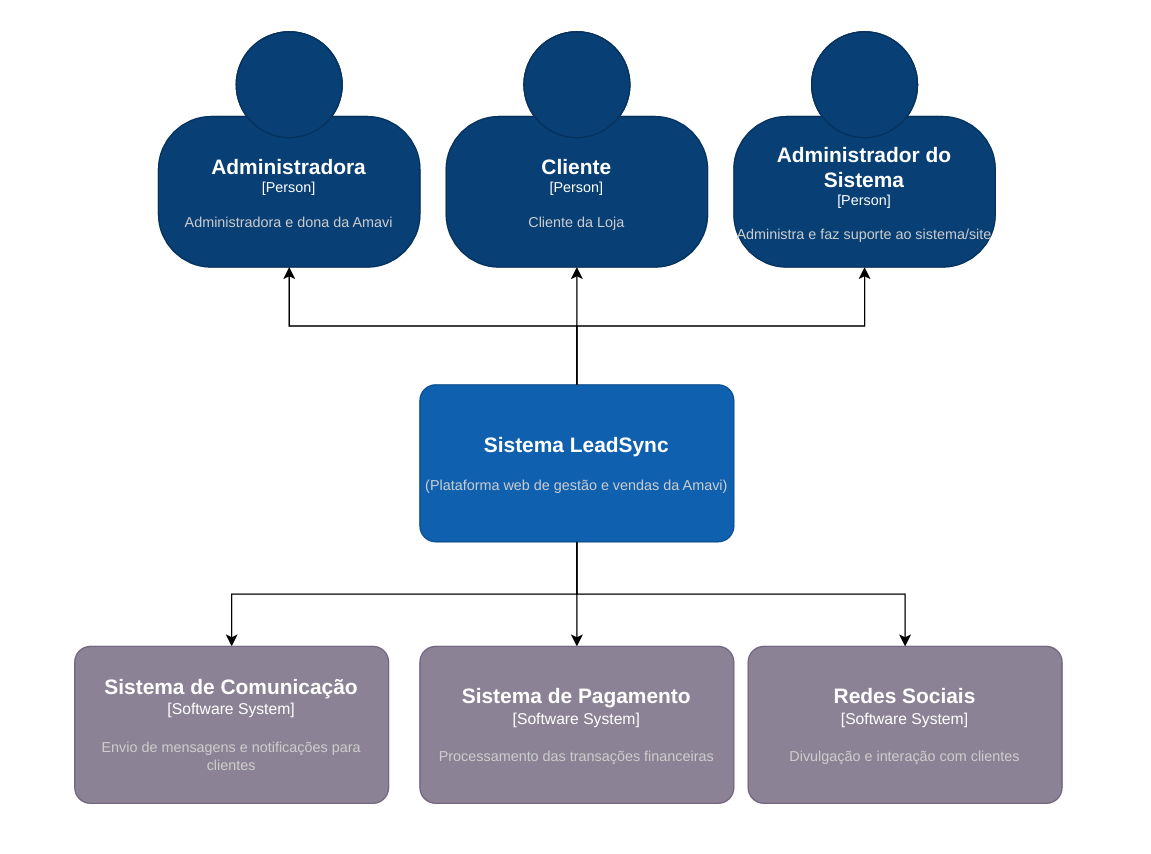 Administradora
[Person]
Administradora e dona da Amavi
Cliente
[Person]
Cliente da Loja
Administrador do
Sistema
[Person]
Administra e faz suporte ao sistema/site
Sistema LeadSync
(Plataforma web de gestão e vendas da Amavi)
Sistema de Comunicação
[Software System]
Envio de mensagens e notificações para
clientes
Sistema de Pagamento
[Software System]
Processamento das transações financeiras
Redes Sociais
[Software System]
Divulgação e interação com clientes